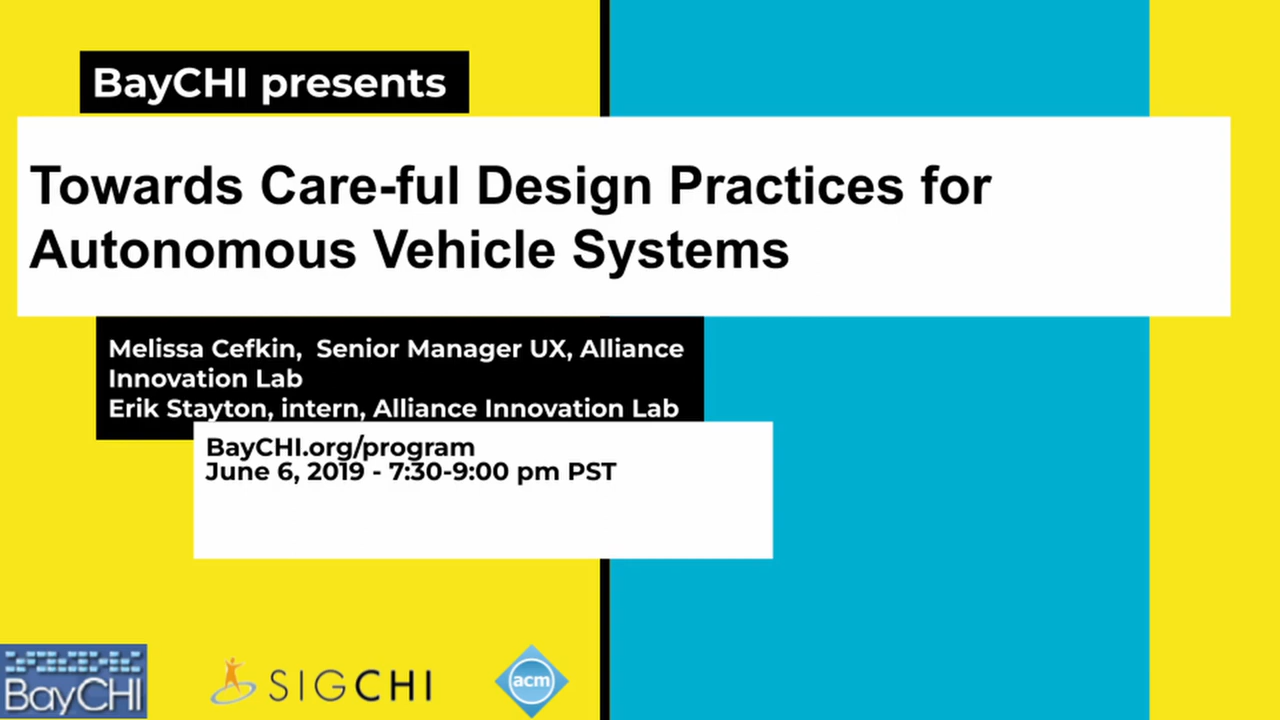 BayCHI presents
Towards Care-ful Design Practices for
Autonomous Vehicle Systems
Melissa Cefkin,  Senior Manager UX, Alliance
Innovation Lab
Erik Stayton, intern, Alliance Innovation Lab
BayCHI.org/program
June 6, 2019 - 7:30-9:00 pm PST
BayCHI
SIGCHI
acm